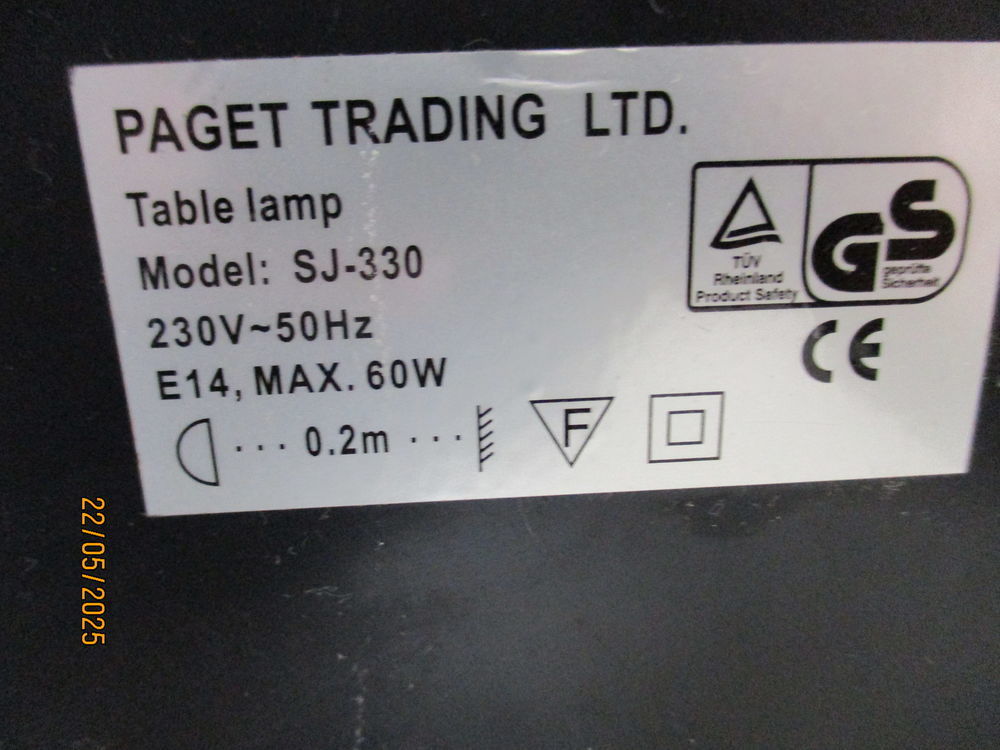 PAGET TRADING LTD.
Table lamp
Model: SJ-330
230V~50Hz
E14, MAX. 60W
··· 0.2m ···
F
TÜV
Rheinland
Product Safety
GS
geprüfte
Sicherheit
CE
22/05/2025